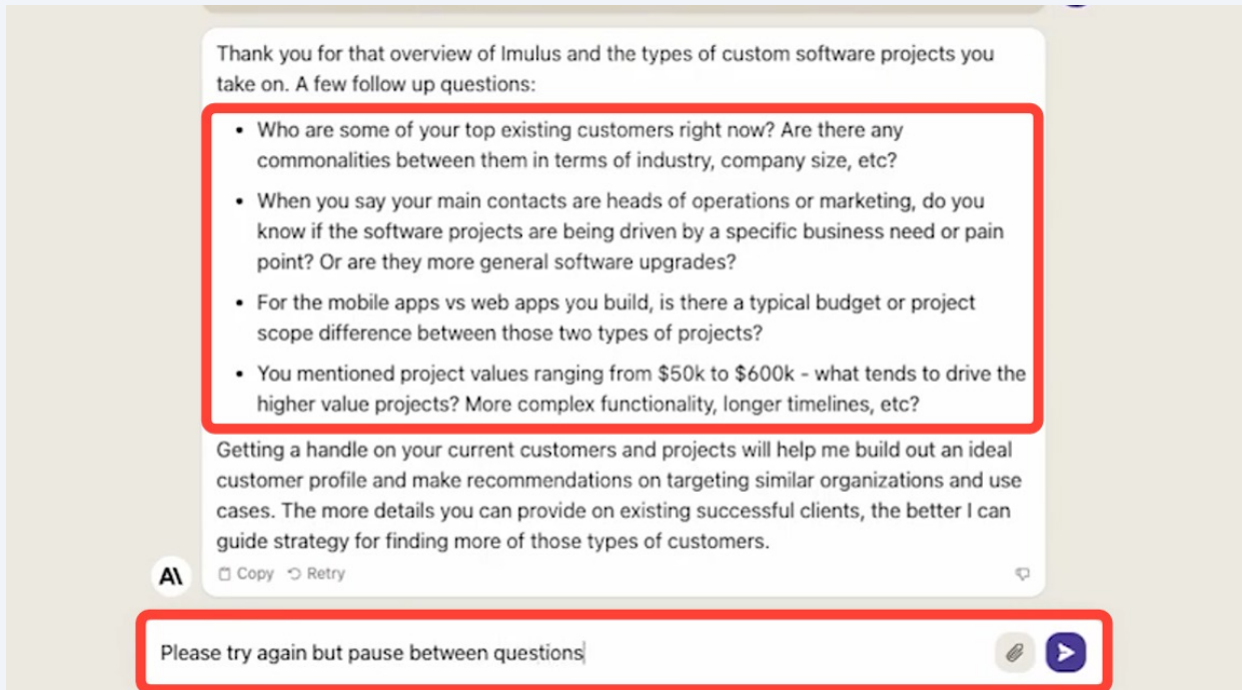 Thank you for that overview of Imulus and the types of custom software projects you
take on. A few follow up questions:
• Who are some of your top existing customers right now? Are there any
commonalities between them in terms of industry, company size, etc?
• When you say your main contacts are heads of operations or marketing, do you
know if the software projects are being driven by a specific business need or pain
point? Or are they more general software upgrades?
• For the mobile apps vs web apps you build, is there a typical budget or project
scope difference between those two types of projects?
• You mentioned project values ranging from $50k to $600k - what tends to drive the
higher value projects? More complex functionality, longer timelines, etc?
Getting a handle on your current customers and projects will help me build out an ideal
customer profile and make recommendations on targeting similar organizations and use
cases. The more details you can provide on existing successful clients, the better I can
guide strategy for finding more of those types of customers.
A\ Copy Retry
Please try again but pause between questions